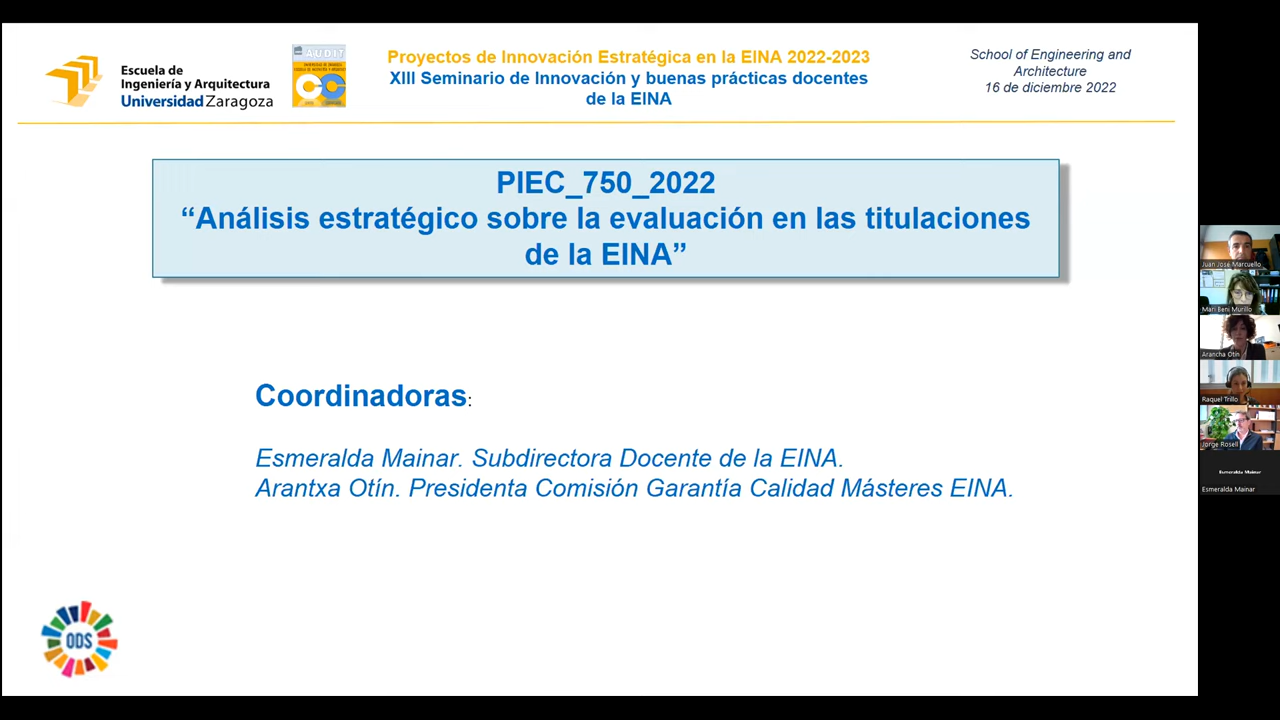 Escuela de
Ingeniería y Arquitectura
Universidad Zaragoza
AUDIT
Proyectos de Innovación Estratégica en la EINA 2022-2023
XIII Seminario de Innovación y buenas prácticas docentes
de la EINA
School of Engineering and
Architecture
16 de diciembre 2022
PIEC_750_2022
“Análisis estratégico sobre la evaluación en las titulaciones
de la EINA”
Coordinadoras:
Esmeralda Mainar. Subdirectora Docente de la EINA.
Arantxa Otín. Presidenta Comisión Garantía Calidad Másteres EINA.
ODS
Juan José Marcuello
Mari Beni Murillo
Arancha Otín
Raquel Trillo
Jorge Rosell
Esmeralda Mainar
Esmeralda Mainar